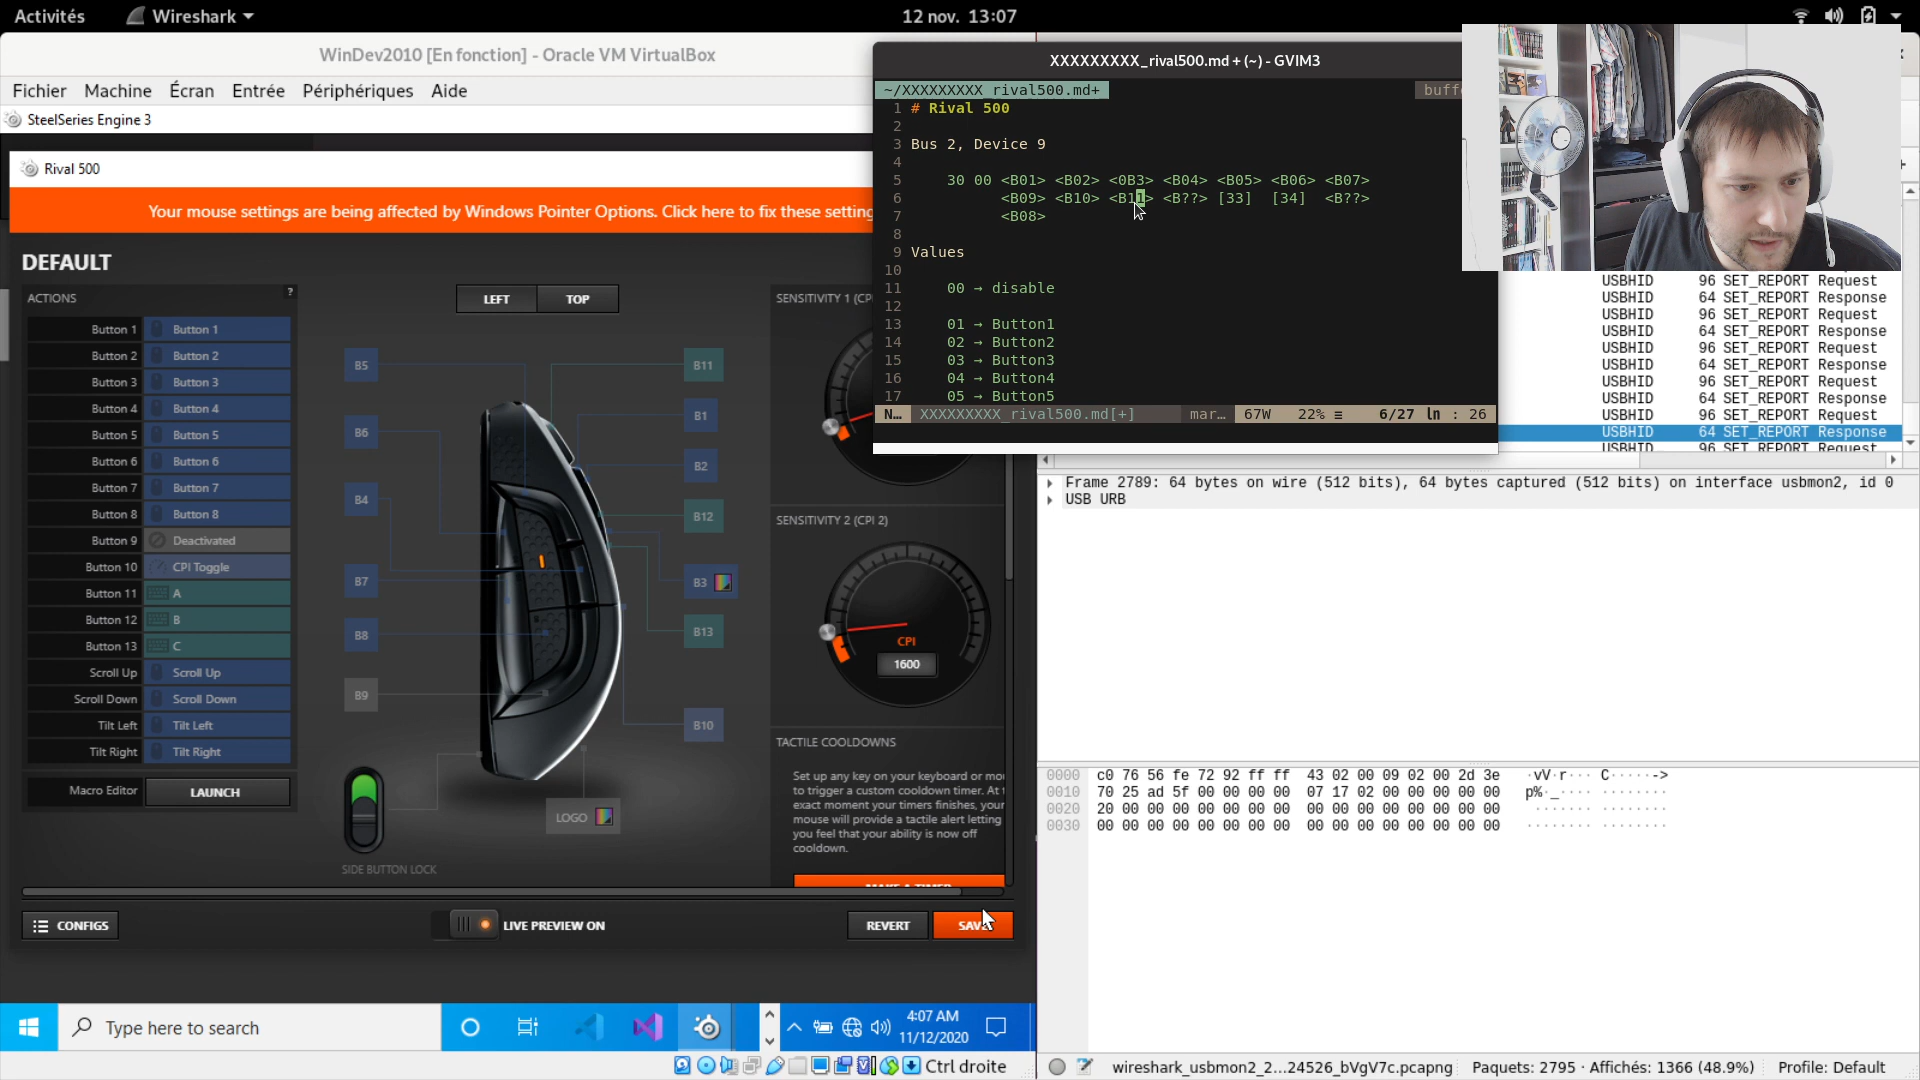 Activités
Wireshark
12 nov. 13:07
WinDev2010 [En fonction] - Oracle VM VirtualBox
Fichier Machine Écran Entrée Périphériques Aide
SteelSeries Engine 3
Rival 500
Your mouse settings are being affected by Windows Pointer Options. Click here to fix these setting
DEFAULT
ACTIONS
?
Button 1 Button 1
Button 2 Button 2
Button 3 Button 3
Button 4 Button 4
Button 5 Button 5
Button 6 Button 6
Button 7 Button 7
Button 8 Button 8
Button 9 Deactivated
Button 10 CPI Toggle
Button 11 A
Button 12 B
Button 13 C
Scroll Up Scroll Up
Scroll Down Scroll Down
Tilt Left Tilt Left
Tilt Right Tilt Right
Macro Editor LAUNCH
LEFT TOP
B5
B6
B4
B7
B8
B9
B11
B1
B2
B12
B3
B13
B10
LOGO
SIDE BUTTON LOCK
SENSITIVITY 1 (CP
SENSITIVITY 2 (CPI 2)
CPI
1600
TACTILE COOLDOWNS
Set up any key on your keyboard or mo
to trigger a custom cooldown timer. At
exact moment your timers finishes, your
mouse will provide a tactile alert letting
you feel that your ability is now off
cooldown.
MAKE A TIMER
CONFIGS
LIVE PREVIEW ON
REVERT
SAVE
Type here to search
4:07 AM
11/12/2020
Ctrl droite
XXXXXXXXX_rival500.md + (~) - GVIM3
~/XXXXXXXXX_rival500.md+
buff
1 # Rival 500
2
3 Bus 2, Device 9
4
5 30 00 <B01> <B02> <0B3> <B04> <B05> <B06> <B07>
6 <B09> <B10> <B11> <B??> [33] [34] <B??>
7 <B08>
8
9 Values
10
11 00 → disable
12
13 01 → Button1
14 02 → Button2
15 03 → Button3
16 04 → Button4
17 05 → Button5
N… XXXXXXXXX_rival500.md[+] mar… 67W 22% ≡ 6/27 ln : 26
USBHID 96 SET_REPORT Request
USBHID 64 SET_REPORT Response
USBHID 96 SET_REPORT Request
USBHID 64 SET_REPORT Response
USBHID 96 SET_REPORT Request
USBHID 64 SET_REPORT Response
USBHID 96 SET_REPORT Request
USBHID 64 SET_REPORT Response
USBHID 96 SET_REPORT Request
USBHID 64 SET_REPORT Response
USBHID 96 SET_REPORT Request
Frame 2789: 64 bytes on wire (512 bits), 64 bytes captured (512 bits) on interface usbmon2, id 0
USB URB
0000 c0 76 56 fe 72 92 ff ff 43 02 00 09 02 00 2d 3e ·vV·r··· C·····->
0010 70 25 ad 5f 00 00 00 00 07 17 02 00 00 00 00 00 p%·_···· ········
0020 20 00 00 00 00 00 00 00 00 00 00 00 00 00 00 00 ······· ········
0030 00 00 00 00 00 00 00 00 00 00 00 00 00 00 00 00 ········ ········
wireshark_usbmon2_2...24526_bVgV7c.pcapng
Paquets: 2795 · Affichés: 1366 (48.9%)
Profile: Default